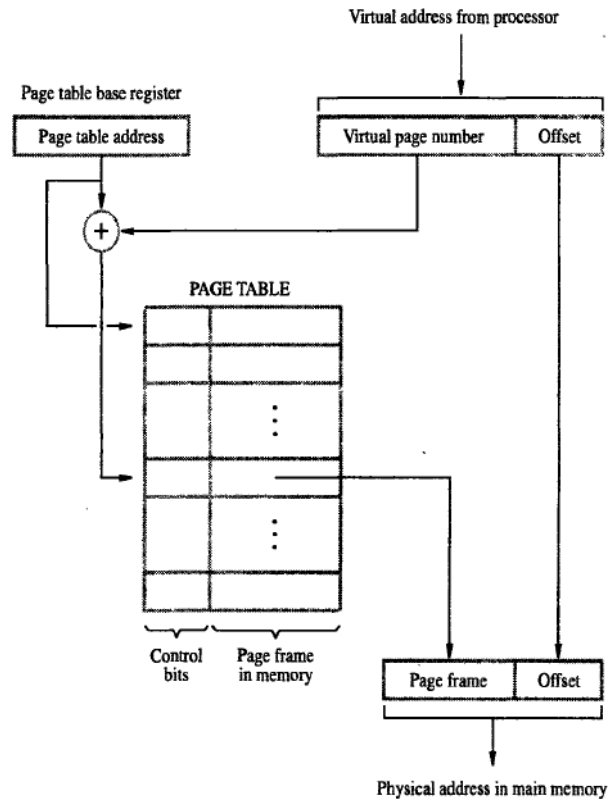 Virtual address from processor
Page table base register
Page table address
Virtual page number
Offset
+
PAGE TABLE
Control
bits
Page frame
in memory
Page frame
Offset
Physical address in main memory